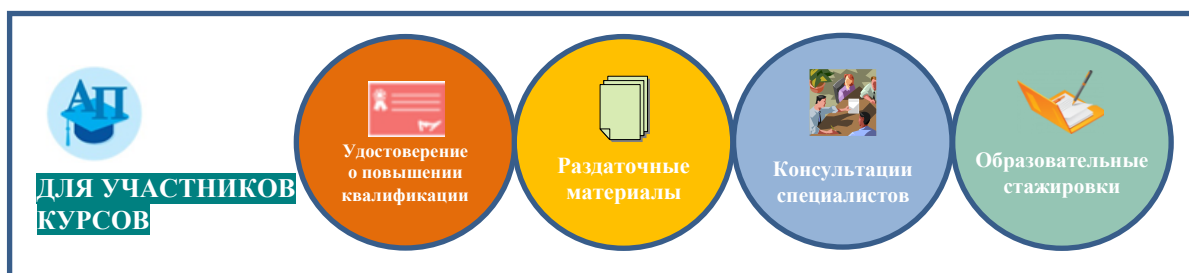 АП
ДЛЯ УЧАСТНИКОВ
КУРСОВ
Удостоверение
о повышении
квалификации
Раздаточные
материалы
Консультации
специалистов
Образовательные
стажировки